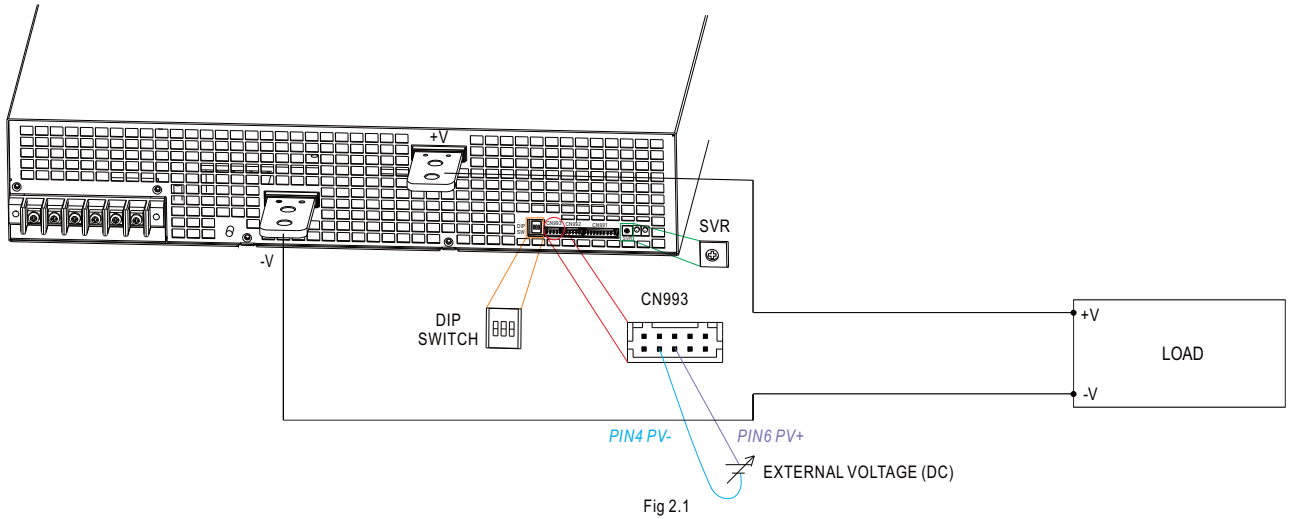 +V
-V
DIP
SW
CN993
CN992
CN991
SVR
CN993
DIP
SWITCH
+V
LOAD
-V
PIN4 PV-
PIN6 PV+
EXTERNAL VOLTAGE (DC)
Fig 2.1